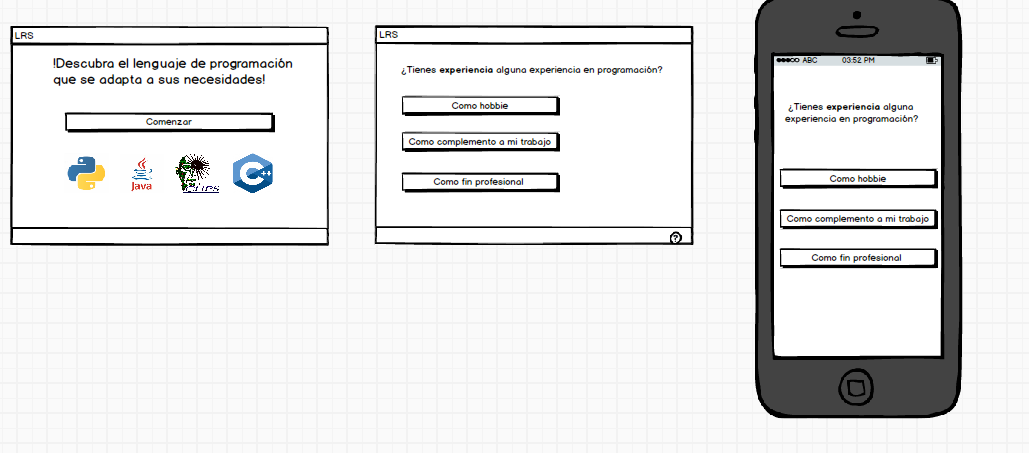 LRS
!Descubra el lenguaje de programación
que se adapta a sus necesidades!
Comenzar
Java
C++
LRS
¿Tienes experiencia alguna experiencia en programación?
Como hobbie
Como complemento a mi trabajo
Como fin profesional
?
ABC 03:52 PM
¿Tienes experiencia alguna
experiencia en programación?
Como hobbie
Como complemento a mi trabajo
Como fin profesional